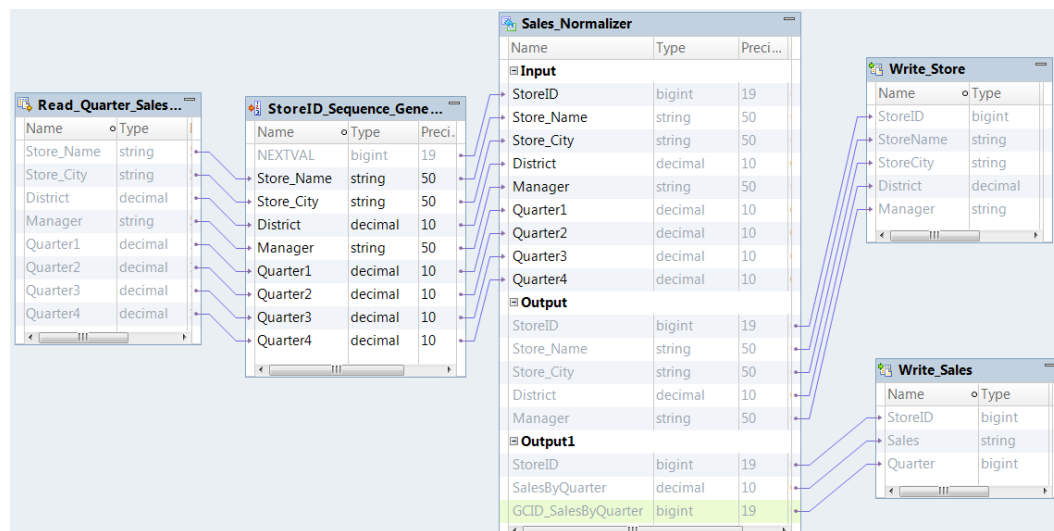 Read_Quarter_Sales...
Name Type
Store_Name string
Store_City string
District decimal
Manager string
Quarter1 decimal
Quarter2 decimal
Quarter3 decimal
Quarter4 decimal
StoreID_Sequence_Gene...
Name Type Preci.
NEXTVAL bigint 19
Store_Name string 50
Store_City string 50
District decimal 10
Manager string 50
Quarter1 decimal 10
Quarter2 decimal 10
Quarter3 decimal 10
Quarter4 decimal 10
Sales_Normalizer
Name Type Preci...
Input
StoreID bigint 19
Store_Name string 50
Store_City string 50
District decimal 10
Manager string 50
Quarter1 decimal 10
Quarter2 decimal 10
Quarter3 decimal 10
Quarter4 decimal 10
Output
StoreID bigint 19
Store_Name string 50
Store_City string 50
District decimal 10
Manager string 50
Output1
StoreID bigint 19
SalesByQuarter decimal 10
GCID_SalesByQuarter bigint 19
Write_Store
Name Type
StoreID bigint
StoreName string
StoreCity string
District decimal
Manager string
Write_Sales
Name Type
StoreID bigint
Sales string
Quarter bigint